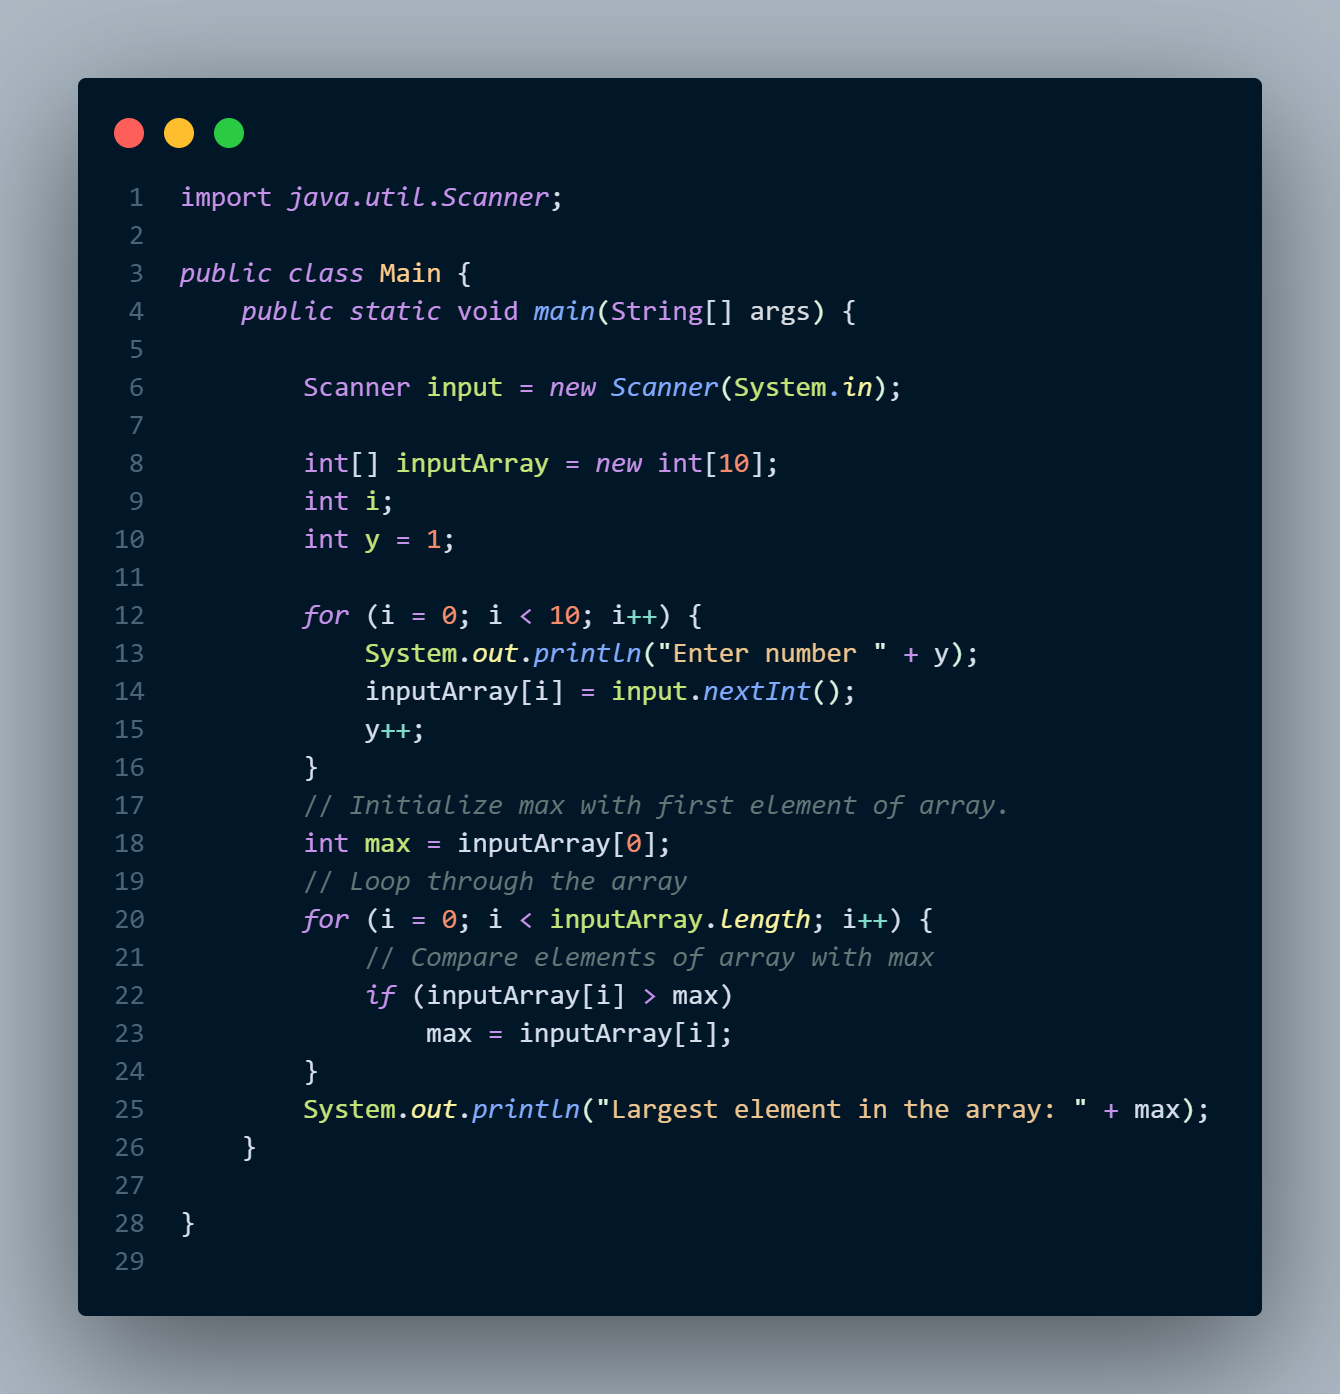 1 import java.util.Scanner;
2
3 public class Main {
4     public static void main(String[] args) {
5
6         Scanner input = new Scanner(System.in);
7
8         int[] inputArray = new int[10];
9         int i;
10         int y = 1;
11
12         for (i = 0; i < 10; i++) {
13             System.out.println("Enter number " + y);
14             inputArray[i] = input.nextInt();
15             y++;
16         }
17         // Initialize max with first element of array.
18         int max = inputArray[0];
19         // Loop through the array
20         for (i = 0; i < inputArray.length; i++) {
21             // Compare elements of array with max
22             if (inputArray[i] > max)
23                 max = inputArray[i];
24         }
25         System.out.println("Largest element in the array: " + max);
26     }
27
28 }
29